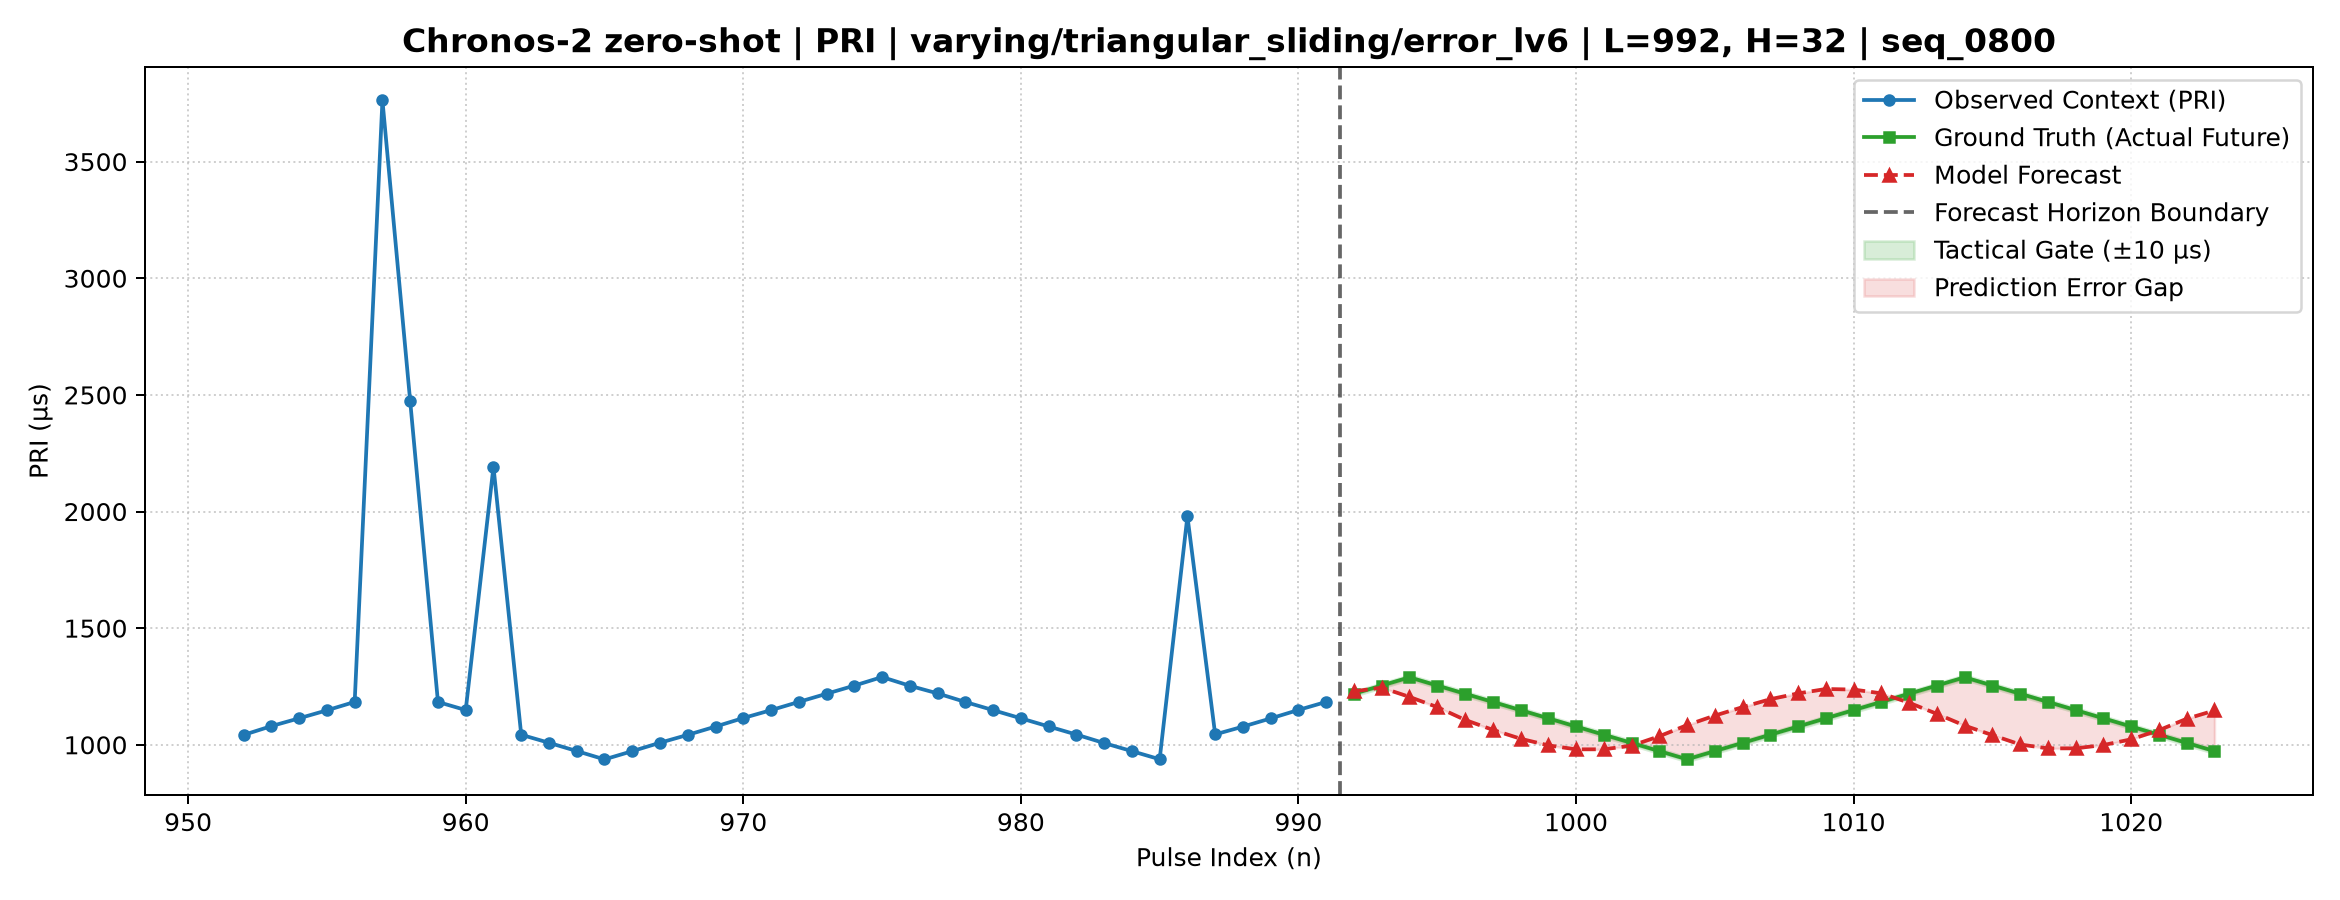 Chronos-2 zero-shot | PRI | varying/triangular_sliding/error_lv6 | L=992, H=32 | seq_0800
Observed Context (PRI)
Ground Truth (Actual Future)
Model Forecast
Forecast Horizon Boundary
Tactical Gate (±10 µs)
Prediction Error Gap
PRI (µs)
3500
3000
2500
2000
1500
1000
950 960 970 980 990 1000 1010 1020
Pulse Index (n)